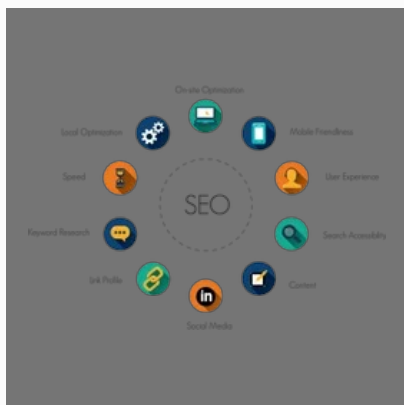 On-site Optimization
Local Optimization
Mobile Friendliness
Speed
User Experience
SEO
Keyword Research
Search Accessibility
Link Profile
Content
in
Social Media